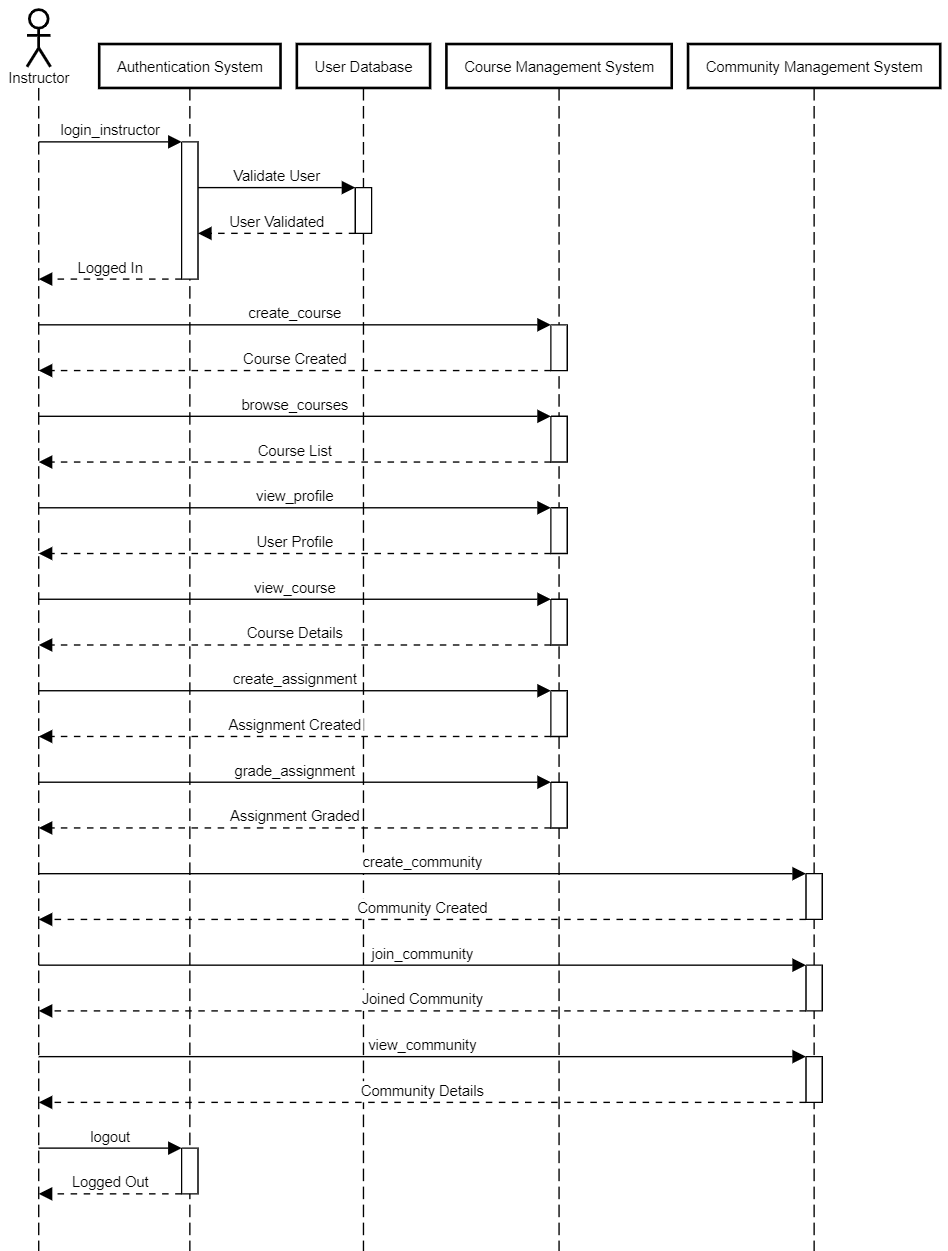 Instructor
Authentication System
User Database
Course Management System
Community Management System
login_instructor
Validate User
User Validated
Logged In
create_course
Course Created
browse_courses
Course List
view_profile
User Profile
view_course
Course Details
create_assignment
Assignment Created
grade_assignment
Assignment Graded
create_community
Community Created
join_community
Joined Community
view_community
Community Details
logout
Logged Out